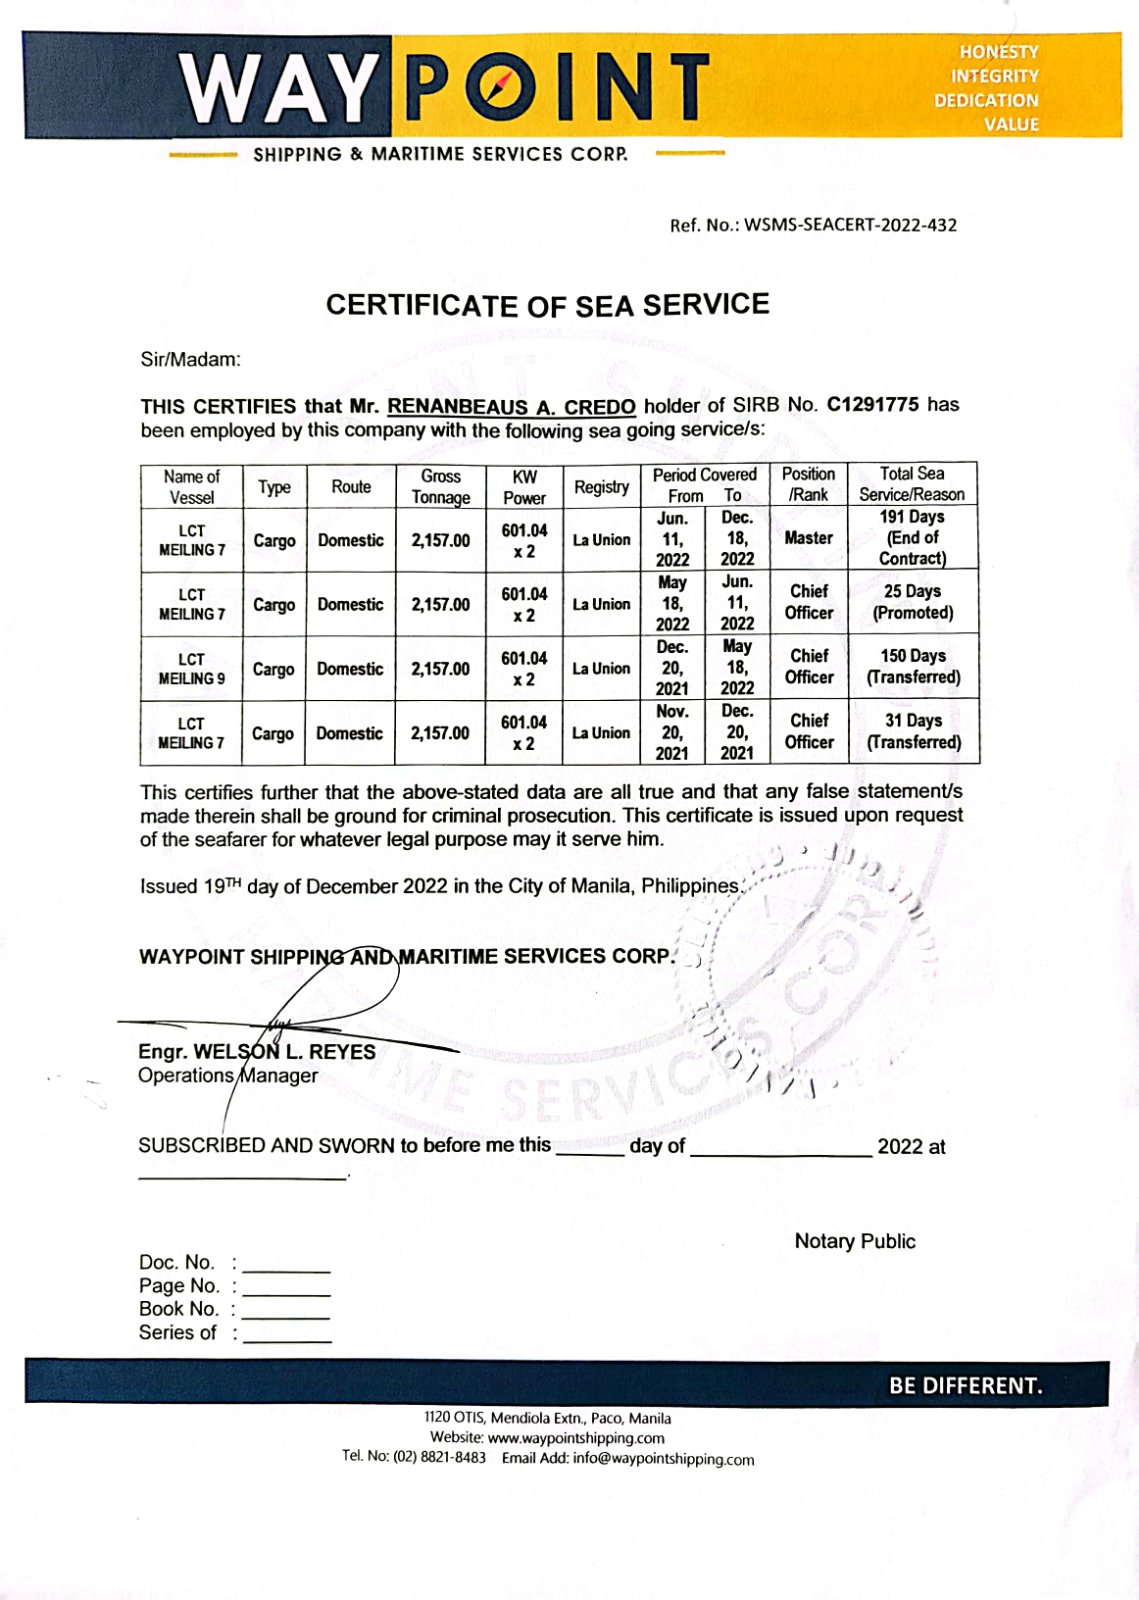 WAYPOINT
HONESTY
INTEGRITY
DEDICATION
VALUE
SHIPPING & MARITIME SERVICES CORP.
Ref. No.: WSMS-SEACERT-2022-432
CERTIFICATE OF SEA SERVICE
Sir/Madam:
THIS CERTIFIES that Mr. RENANBEAUS A. CREDO holder of SIRB No. C1291775 has
been employed by this company with the following sea going service/s:
Name of Vessel Type Route Gross Tonnage KW Power Registry Period Covered From To Position /Rank Total Sea Service/Reason
LCT MEILING 7 Cargo Domestic 2,157.00 601.04 x 2 La Union Jun. 11, 2022 Dec. 18, 2022 Master 191 Days (End of Contract)
LCT MEILING 7 Cargo Domestic 2,157.00 601.04 x 2 La Union May 18, 2022 Jun. 11, 2022 Chief Officer 25 Days (Promoted)
LCT MEILING 9 Cargo Domestic 2,157.00 601.04 x 2 La Union Dec. 20, 2021 May 18, 2022 Chief Officer 150 Days (Transferred)
LCT MEILING 7 Cargo Domestic 2,157.00 601.04 x 2 La Union Nov. 20, 2021 Dec. 20, 2021 Chief Officer 31 Days (Transferred)
This certifies further that the above-stated data are all true and that any false statement/s
made therein shall be ground for criminal prosecution. This certificate is issued upon request
of the seafarer for whatever legal purpose may it serve him.
Issued 19TH day of December 2022 in the City of Manila, Philippines.
WAYPOINT SHIPPING AND MARITIME SERVICES CORP.
Engr. WELSON L. REYES
Operations Manager
SUBSCRIBED AND SWORN to before me this ______ day of ________________ 2022 at
___________________.
Notary Public
Doc. No. : ________
Page No. : ________
Book No. : ________
Series of : ________
BE DIFFERENT.
1120 OTIS, Mendiola Extn., Paco, Manila
Website: www.waypointshipping.com
Tel. No: (02) 8821-8483 Email Add: info@waypointshipping.com